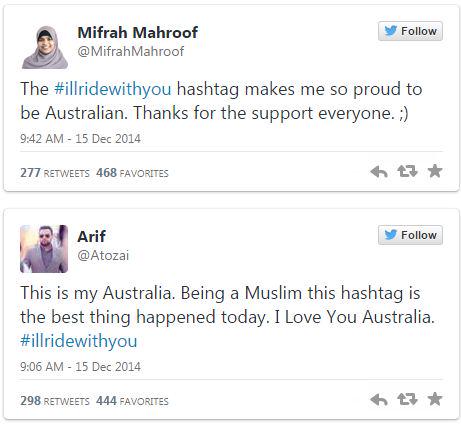 Mifrah Mahroof
Follow
@MifrahMahroof
The #illridewithyou hashtag makes me so proud to
be Australian. Thanks for the support everyone. ;)
9:42 AM - 15 Dec 2014
277 RETWEETS 468 FAVORITES
Arif
Follow
@Atozai
This is my Australia. Being a Muslim this hashtag is
the best thing happened today. I Love You Australia.
#illridewithyou
9:06 AM - 15 Dec 2014
298 RETWEETS 444 FAVORITES